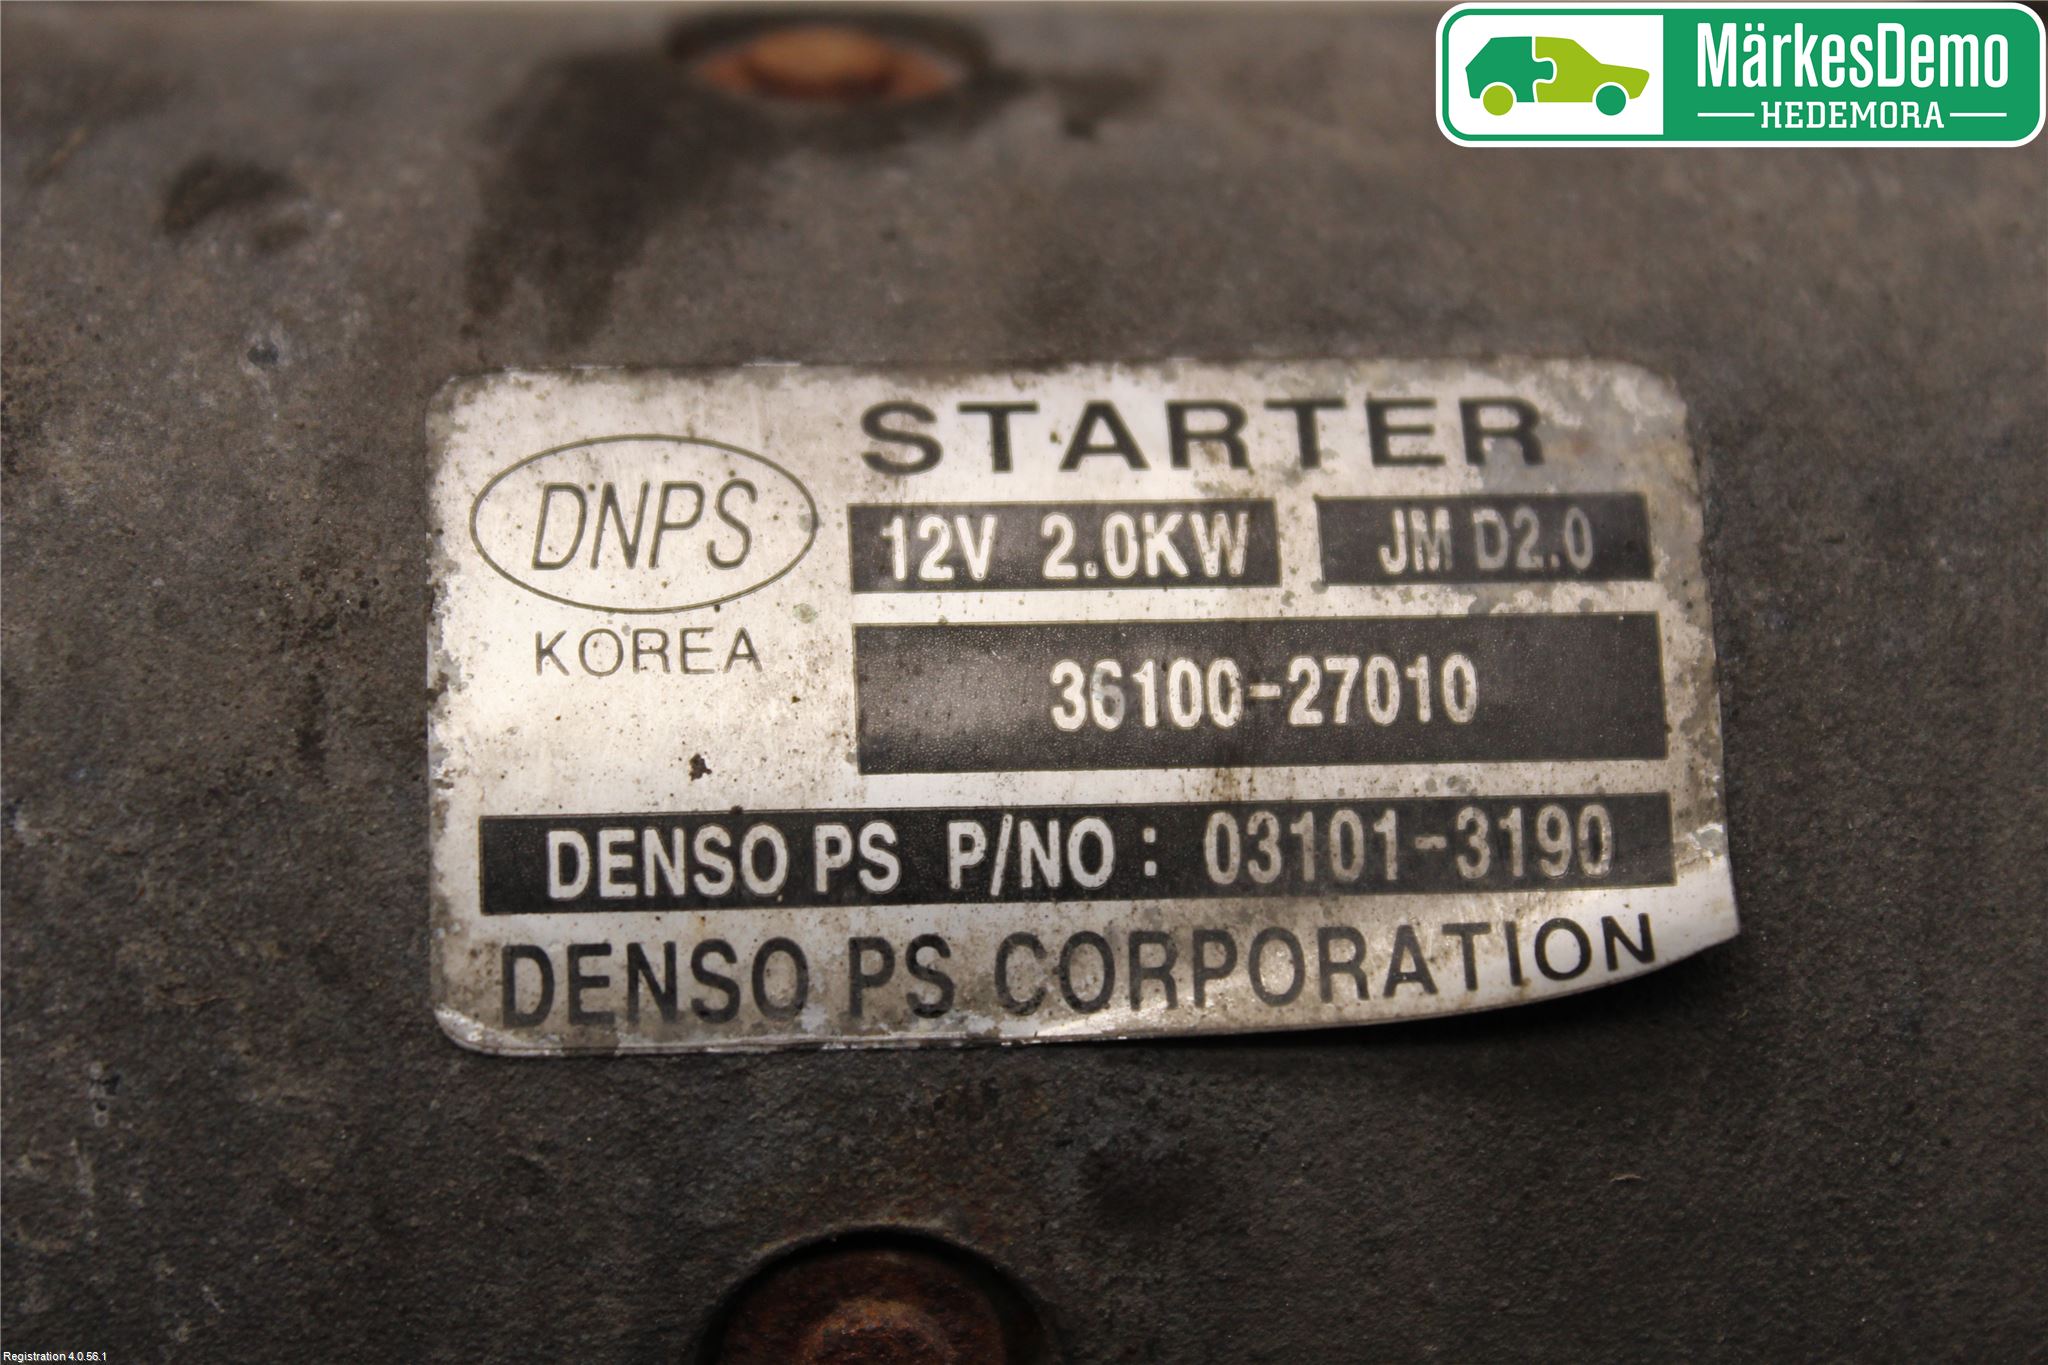 MärkesDemo
HEDEMORA
STARTER
DNPS
KOREA
12V 2.0KW
JM D2.0
36100-27010
DENSO PS P/NO: 03101-3190
DENSO PS CORPORATION
Registration 4.0.56.1